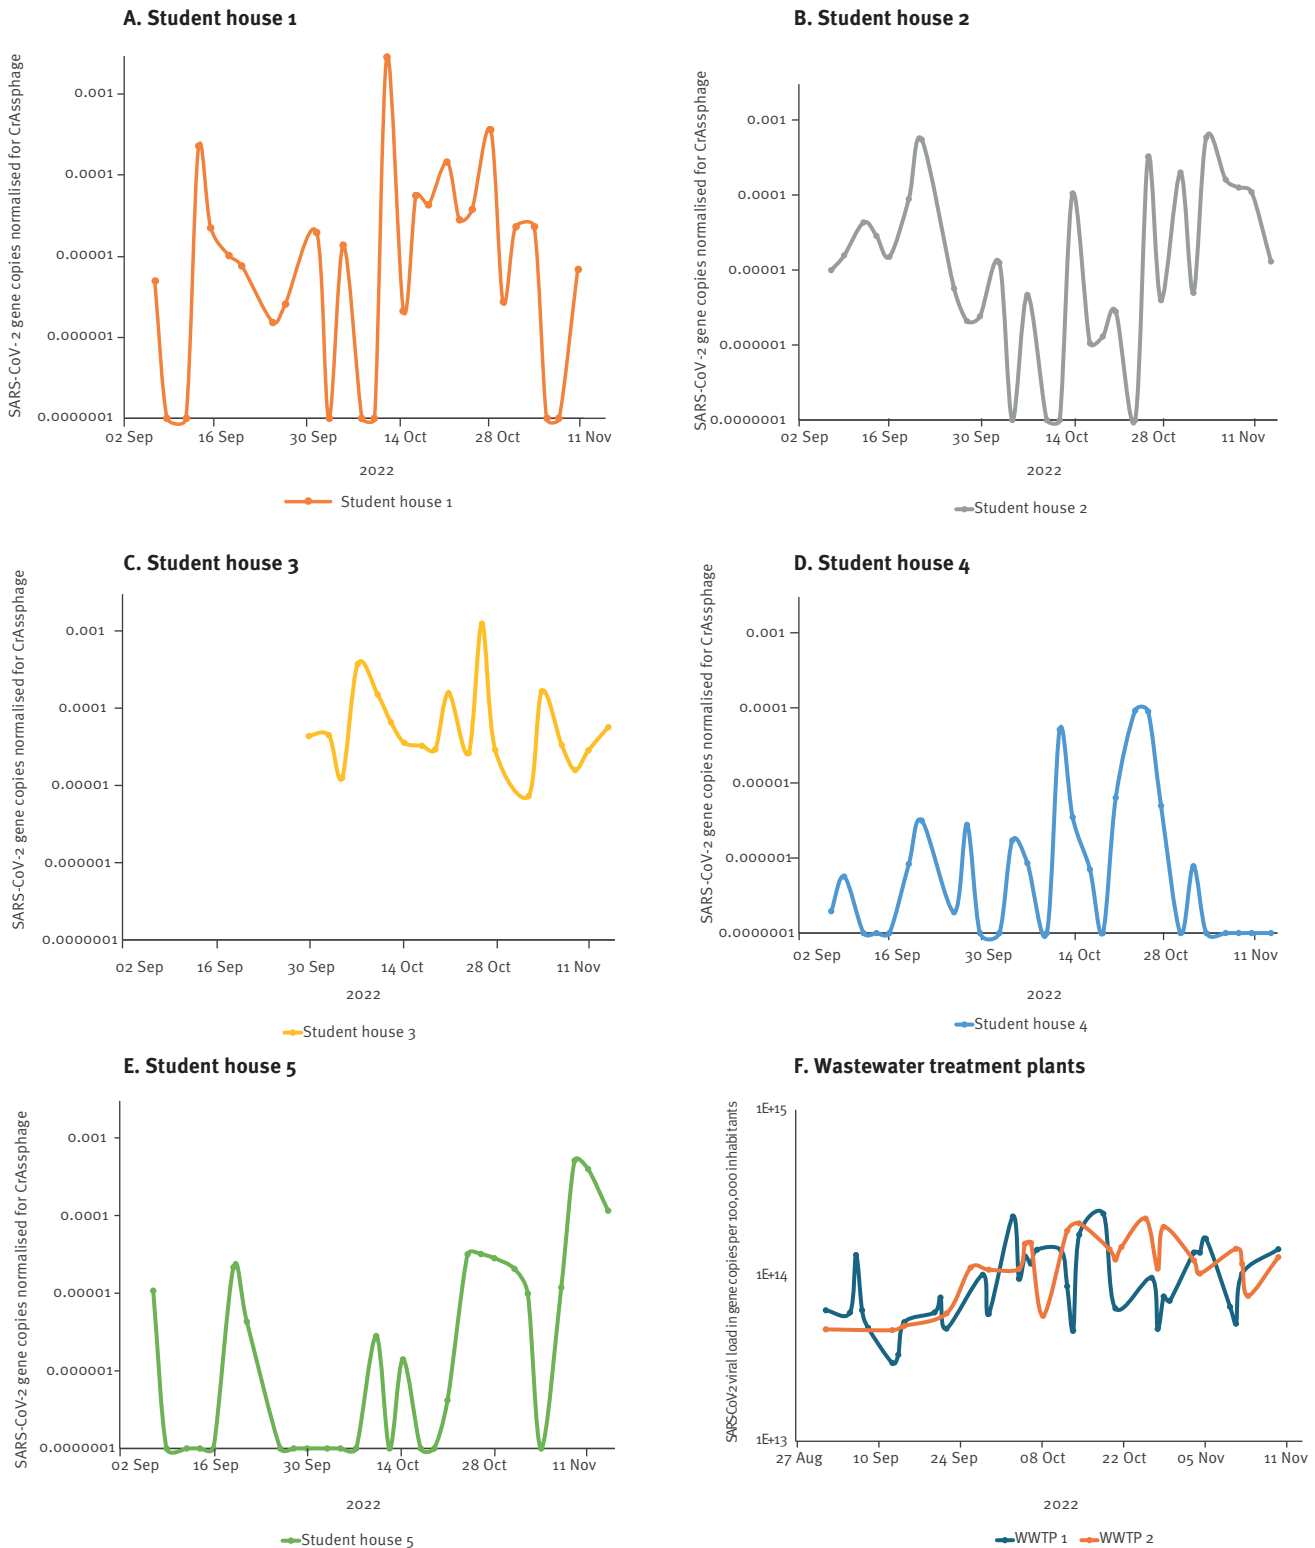 A. Student house 1
SARS-CoV-2 gene copies normalised for CrAssphage
0.001
0.0001
0.00001
0.000001
0.0000001
02 Sep 16 Sep 30 Sep 14 Oct 28 Oct 11 Nov
2022
Student house 1
B. Student house 2
SARS-CoV-2 gene copies normalised for CrAssphage
0.001
0.0001
0.00001
0.000001
0.0000001
02 Sep 16 Sep 30 Sep 14 Oct 28 Oct 11 Nov
2022
Student house 2
C. Student house 3
SARS-CoV-2 gene copies normalised for CrAssphage
0.001
0.0001
0.00001
0.000001
0.0000001
02 Sep 16 Sep 30 Sep 14 Oct 28 Oct 11 Nov
2022
Student house 3
D. Student house 4
SARS-CoV-2 gene copies normalised for CrAssphage
0.001
0.0001
0.00001
0.000001
0.0000001
02 Sep 16 Sep 30 Sep 14 Oct 28 Oct 11 Nov
2022
Student house 4
E. Student house 5
SARS-CoV-2 gene copies normalised for CrAssphage
0.001
0.0001
0.00001
0.000001
0.0000001
02 Sep 16 Sep 30 Sep 14 Oct 28 Oct 11 Nov
2022
Student house 5
F. Wastewater treatment plants
SARS-CoV2 viral load in gene copies per 100,000 inhabitants
1E+15
1E+14
1E+13
27 Aug 10 Sep 24 Sep 08 Oct 22 Oct 05 Nov 11 Nov
2022
WWTP 1 WWTP 2